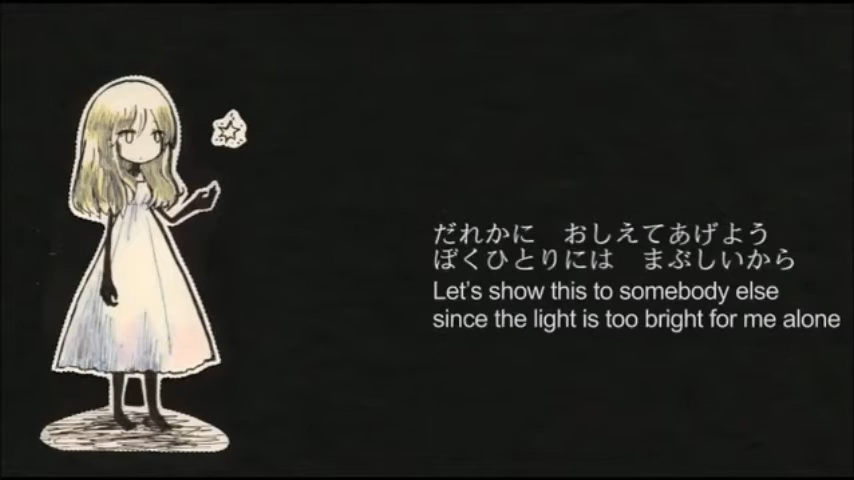 だれかに　おしえてあげよう
ぼくひとりには　まぶしいから
Let's show this to somebody else
since the light is too bright for me alone